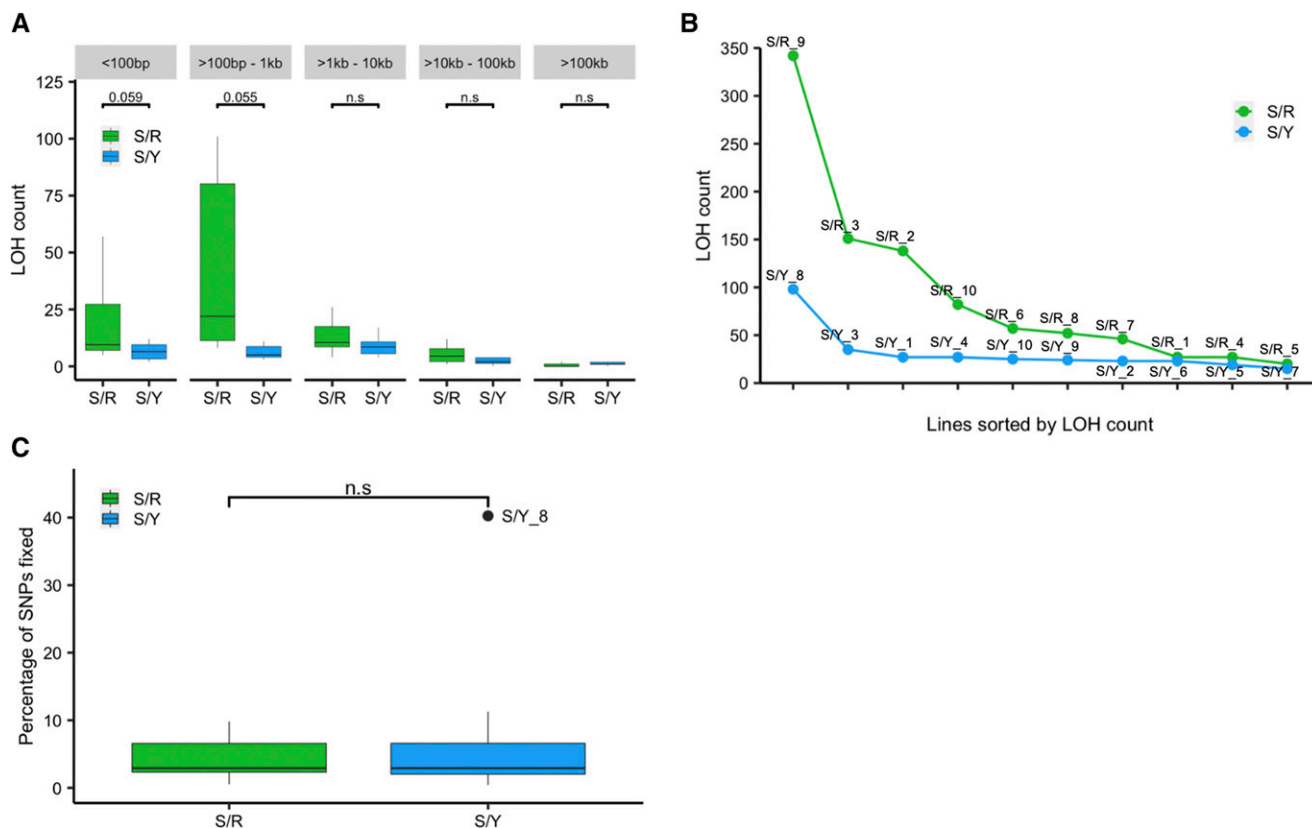 A
<100bp
>100bp - 1kb
>1kb - 10kb
>10kb - 100kb
>100kb
125
100
75
50
25
0
LOH count
0.059
0.055
n.s
n.s
n.s
S/R
S/Y
S/R
S/Y
S/R
S/Y
S/R
S/Y
S/R
S/Y
S/R
S/Y
B
350
300
250
200
150
100
50
0
LOH count
S/R_9
S/R_3
S/R_2
S/R_10
S/R_6
S/R_8
S/R_7
S/R_1
S/R_4
S/R_5
S/Y_8
S/Y_3
S/Y_1
S/Y_4
S/Y_10
S/Y_9
S/Y_2
S/Y_6
S/Y_5
S/Y_7
S/R
S/Y
Lines sorted by LOH count
C
40
30
20
10
0
Percentage of SNPs fixed
S/R
S/Y
n.s
S/Y_8
S/R
S/Y